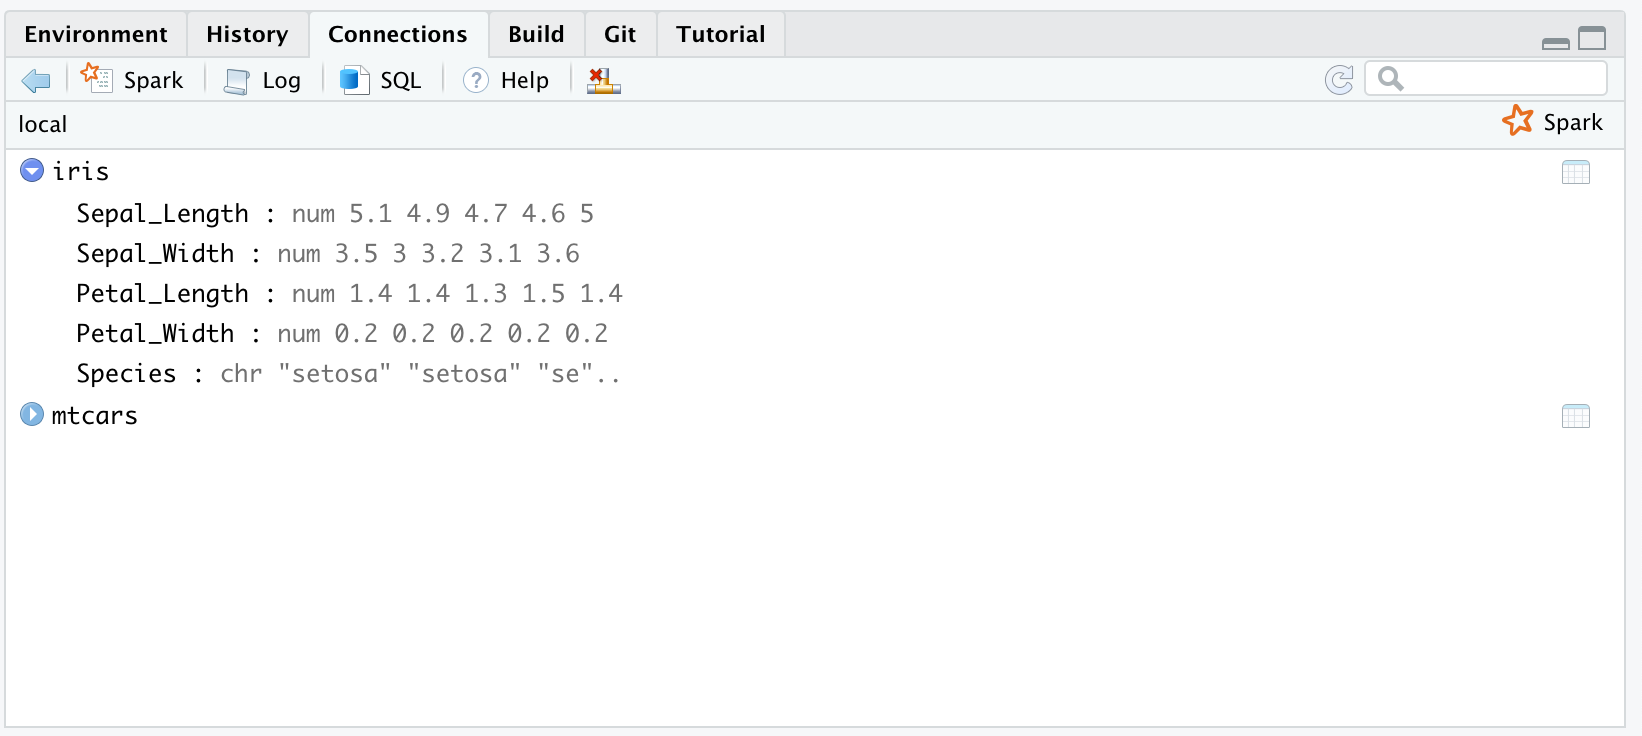 Environment History Connections Build Git Tutorial
Spark Log SQL ? Help
local Spark
iris
Sepal_Length : num 5.1 4.9 4.7 4.6 5
Sepal_Width : num 3.5 3 3.2 3.1 3.6
Petal_Length : num 1.4 1.4 1.3 1.5 1.4
Petal_Width : num 0.2 0.2 0.2 0.2 0.2
Species : chr "setosa" "setosa" "se"..
mtcars